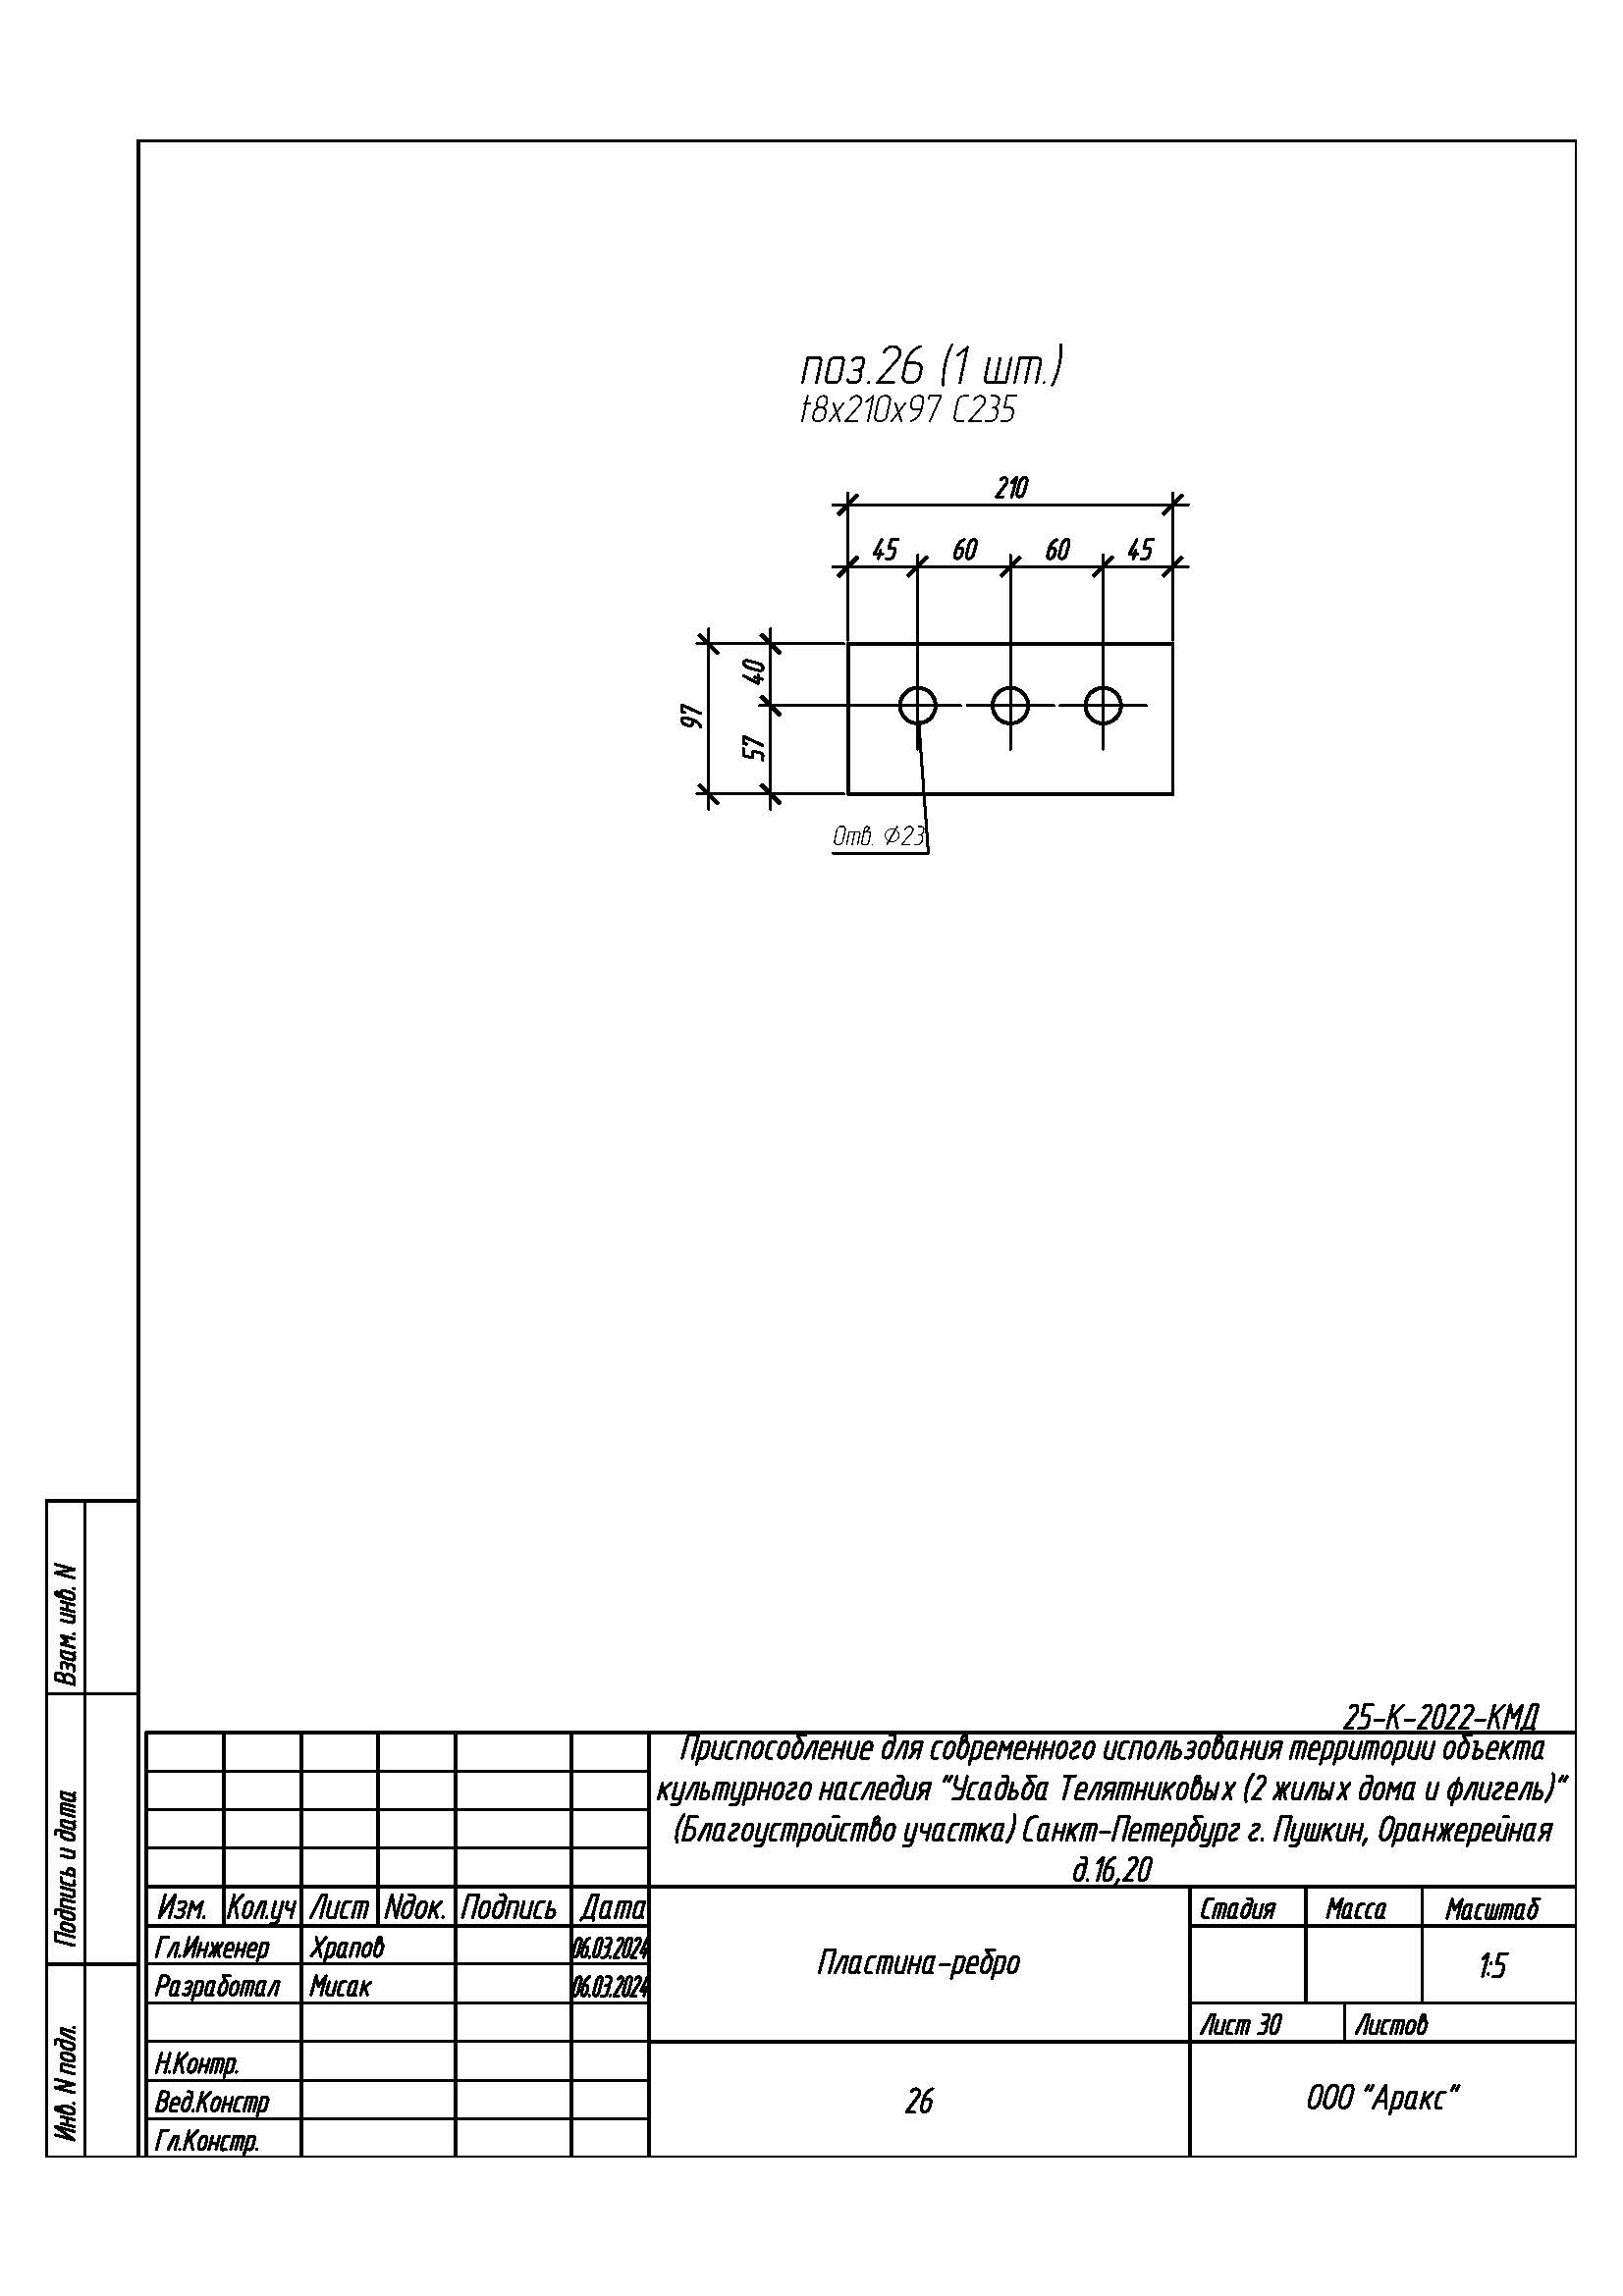 поз.26 (1 шт.)
t8х210х97 С235
210
45 60 60 45
40
97
57
Отв. Ø23
Взам. инв. N
Подпись и дата
Инв. N подл.
25-К-2022-КМД
Приспособление для современного использования территории объекта
культурного наследия "Усадьба Телятниковых (2 жилых дома и флигель)"
(Благоустройство участка) Санкт-Петербург г. Пушкин, Оранжерейная
д.16,20
Изм. Кол.уч Лист Nдок. Подпись Дата
Стадия Масса Масштаб
Гл.Инженер Храпов 06.03.2024
Пластина-ребро
1:5
Разработал Мисак 06.03.2024
Лист 30 Листов
Н.Контр.
Вед.Констр
26
ООО "Аракс"
Гл.Констр.